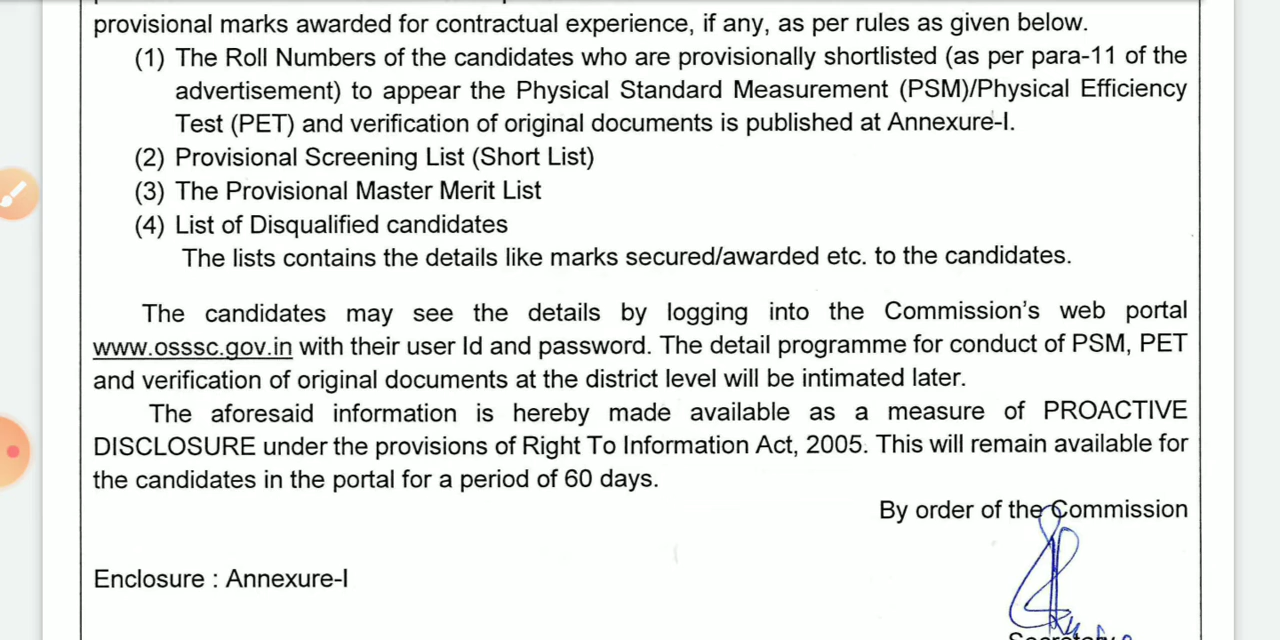 provisional marks awarded for contractual experience, if any, as per rules as given below.
(1) The Roll Numbers of the candidates who are provisionally shortlisted (as per para-11 of the
advertisement) to appear the Physical Standard Measurement (PSM)/Physical Efficiency
Test (PET) and verification of original documents is published at Annexure-I.
(2) Provisional Screening List (Short List)
(3) The Provisional Master Merit List
(4) List of Disqualified candidates
The lists contains the details like marks secured/awarded etc. to the candidates.
The candidates may see the details by logging into the Commission's web portal
www.osssc.gov.in with their user Id and password. The detail programme for conduct of PSM, PET
and verification of original documents at the district level will be intimated later.
The aforesaid information is hereby made available as a measure of PROACTIVE
DISCLOSURE under the provisions of Right To Information Act, 2005. This will remain available for
the candidates in the portal for a period of 60 days.
By order of the Commission
Enclosure : Annexure-I
Secretary